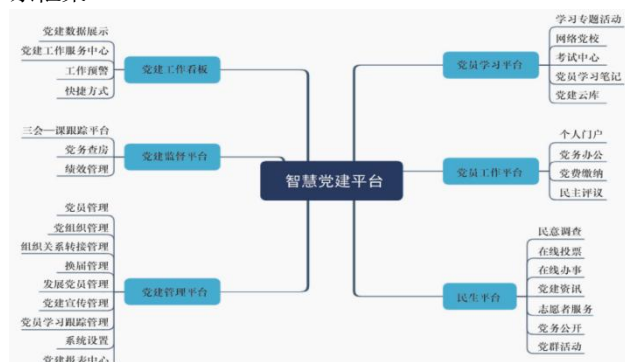 党建数据展示
党建工作服务中心
工作预警
快捷方式
党建工作看板
三会一课跟踪平台
党务查房
绩效管理
党建监督平台
党员管理
党组织管理
组织关系转接管理
换届管理
发展党员管理
党建宣传管理
党员学习跟踪管理
系统设置
党建报表中心
党建管理平台
智慧党建平台
党员学习平台
学习专题活动
网络党校
考试中心
党员学习笔记
党建云库
党员工作平台
个人门户
党务办公
党费缴纳
民主评议
民生平台
民意调查
在线投票
在线办事
党建资讯
志愿者服务
党务公开
党群活动